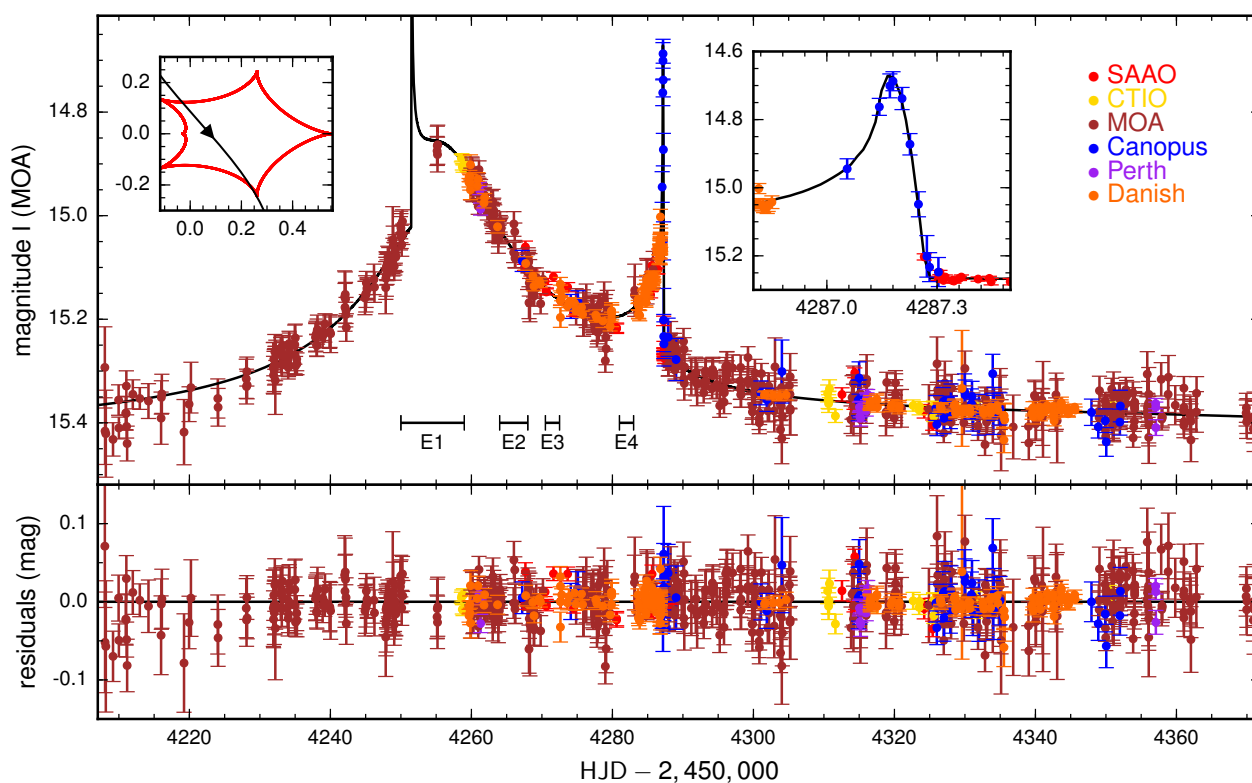 magnitude I (MOA)
14.8
15.0
15.2
15.4
0.2
0.0
-0.2
0.0 0.2 0.4
14.6
14.8
15.0
15.2
4287.0 4287.3
SAAO
CTIO
MOA
Canopus
Perth
Danish
E1 E2 E3 E4
residuals (mag)
0.1
0.0
-0.1
4220 4240 4260 4280 4300 4320 4340 4360
HJD − 2, 450, 000